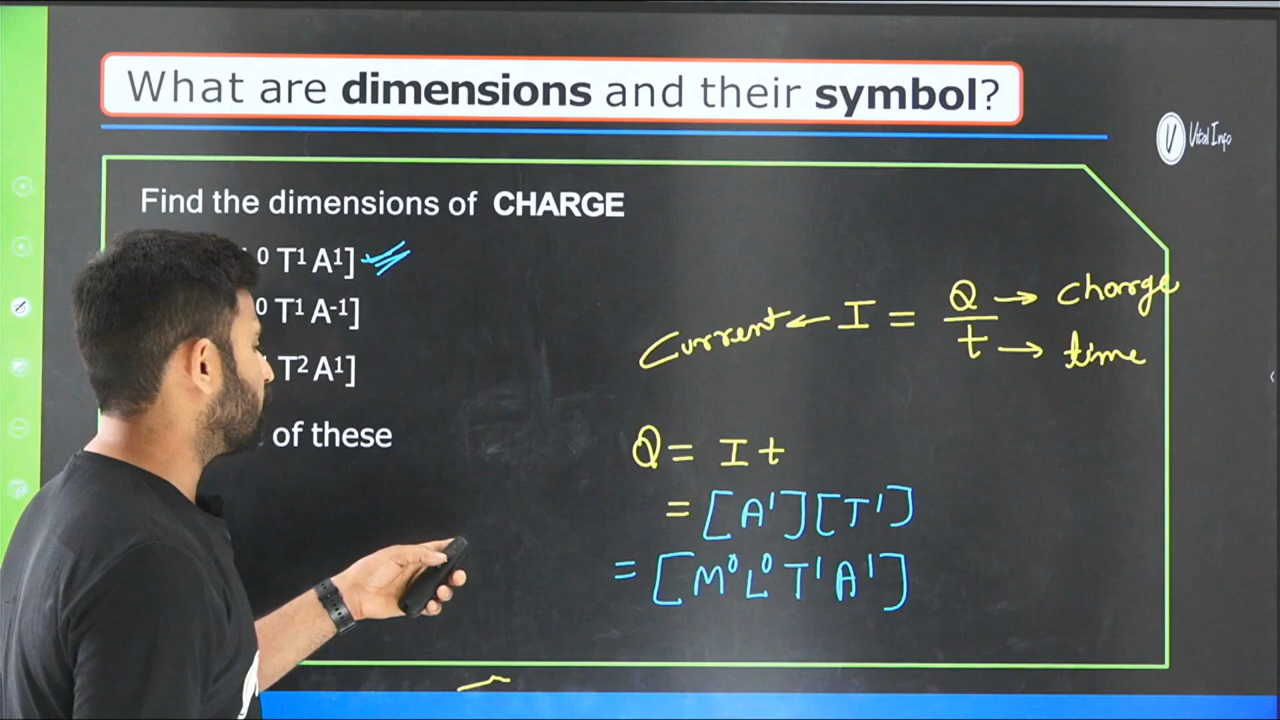 What are dimensions and their symbol?
Vital Info
Find the dimensions of CHARGE
⁰ T¹ A¹]
⁰ T¹ A⁻¹]
T² A¹]
of these
Current ← I = Q/t
Q → charge
t → time
Q = I t
= [A¹][T¹]
= [M⁰L⁰T¹A¹]